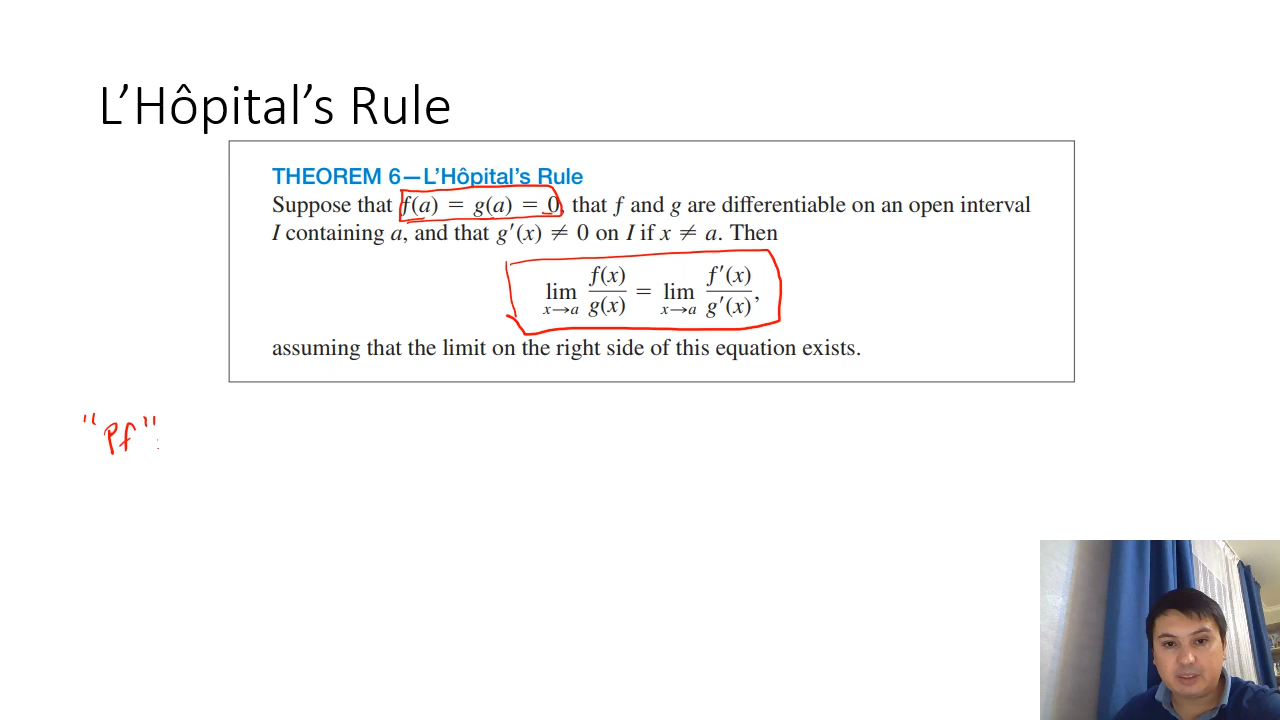 L’Hôpital’s Rule
THEOREM 6—L’Hôpital’s Rule
Suppose that f(a) = g(a) = 0, that f and g are differentiable on an open interval
I containing a, and that g′(x) ≠ 0 on I if x ≠ a. Then
lim x→a f(x)/g(x) = lim x→a f′(x)/g′(x),
assuming that the limit on the right side of this equation exists.
"Pf":